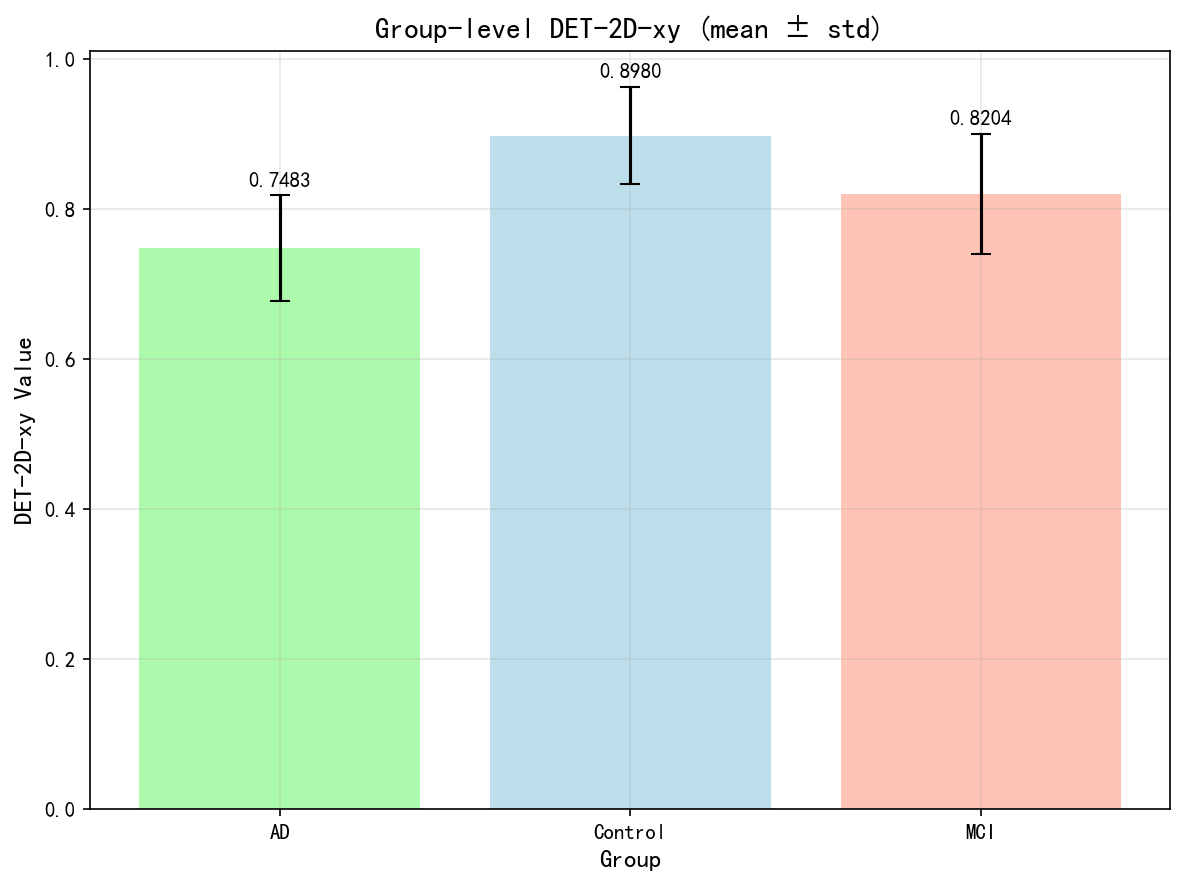 Group-level DET-2D-xy (mean ± std)
1.0
0.8
0.6
0.4
0.2
0.0
DET-2D-xy Value
0.7483
0.8980
0.8204
AD
Control
MCI
Group